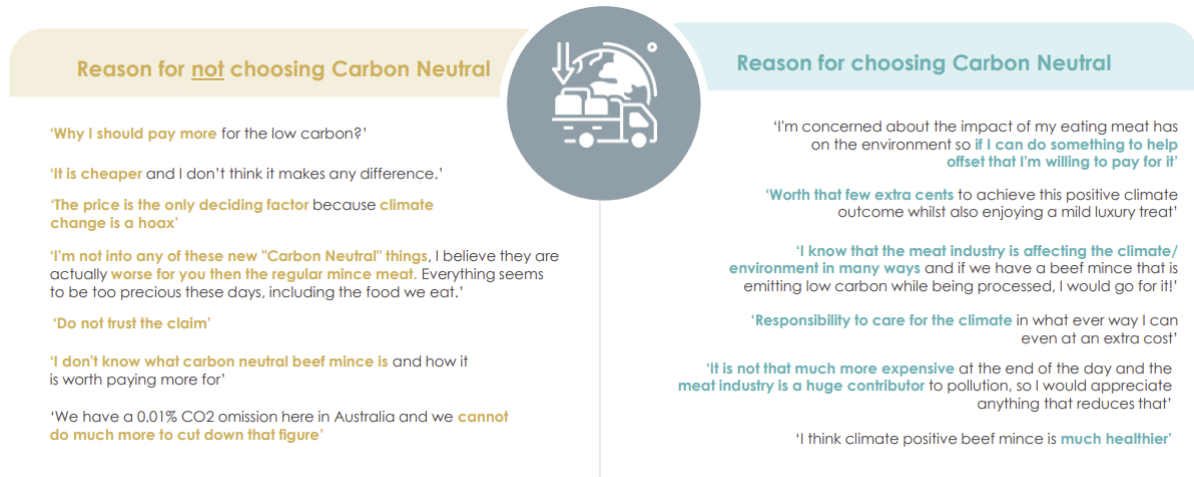 Reason for not choosing Carbon Neutral
‘Why I should pay more for the low carbon?’
‘It is cheaper and I don’t think it makes any difference.’
‘The price is the only deciding factor because climate
change is a hoax’
‘I'm not into any of these new "Carbon Neutral" things, I believe they are
actually worse for you then the regular mince meat. Everything seems
to be too precious these days, including the food we eat.’
‘Do not trust the claim’
‘I don't know what carbon neutral beef mince is and how it
is worth paying more for’
‘We have a 0.01% CO2 omission here in Australia and we cannot
do much more to cut down that figure’
Reason for choosing Carbon Neutral
‘I’m concerned about the impact of my eating meat has
on the environment so if I can do something to help
offset that I'm willing to pay for it’
‘Worth that few extra cents to achieve this positive climate
outcome whilst also enjoying a mild luxury treat’
‘I know that the meat industry is affecting the climate/
environment in many ways and if we have a beef mince that is
emitting low carbon while being processed, I would go for it!’
‘Responsibility to care for the climate in what ever way I can
even at an extra cost’
‘It is not that much more expensive at the end of the day and the
meat industry is a huge contributor to pollution, so I would appreciate
anything that reduces that’
‘I think climate positive beef mince is much healthier’